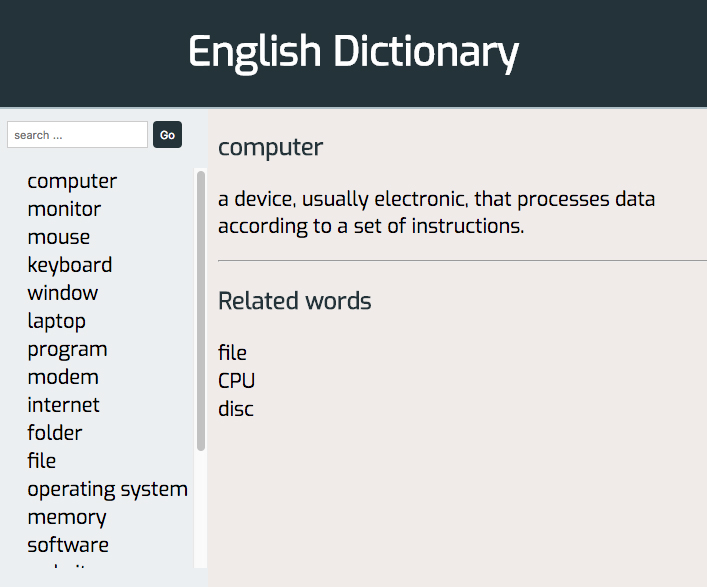 English Dictionary
search ...
Go
computer
monitor
mouse
keyboard
window
laptop
program
modem
internet
folder
file
operating system
memory
software
computer
a device, usually electronic, that processes data
according to a set of instructions.
Related words
file
CPU
disc